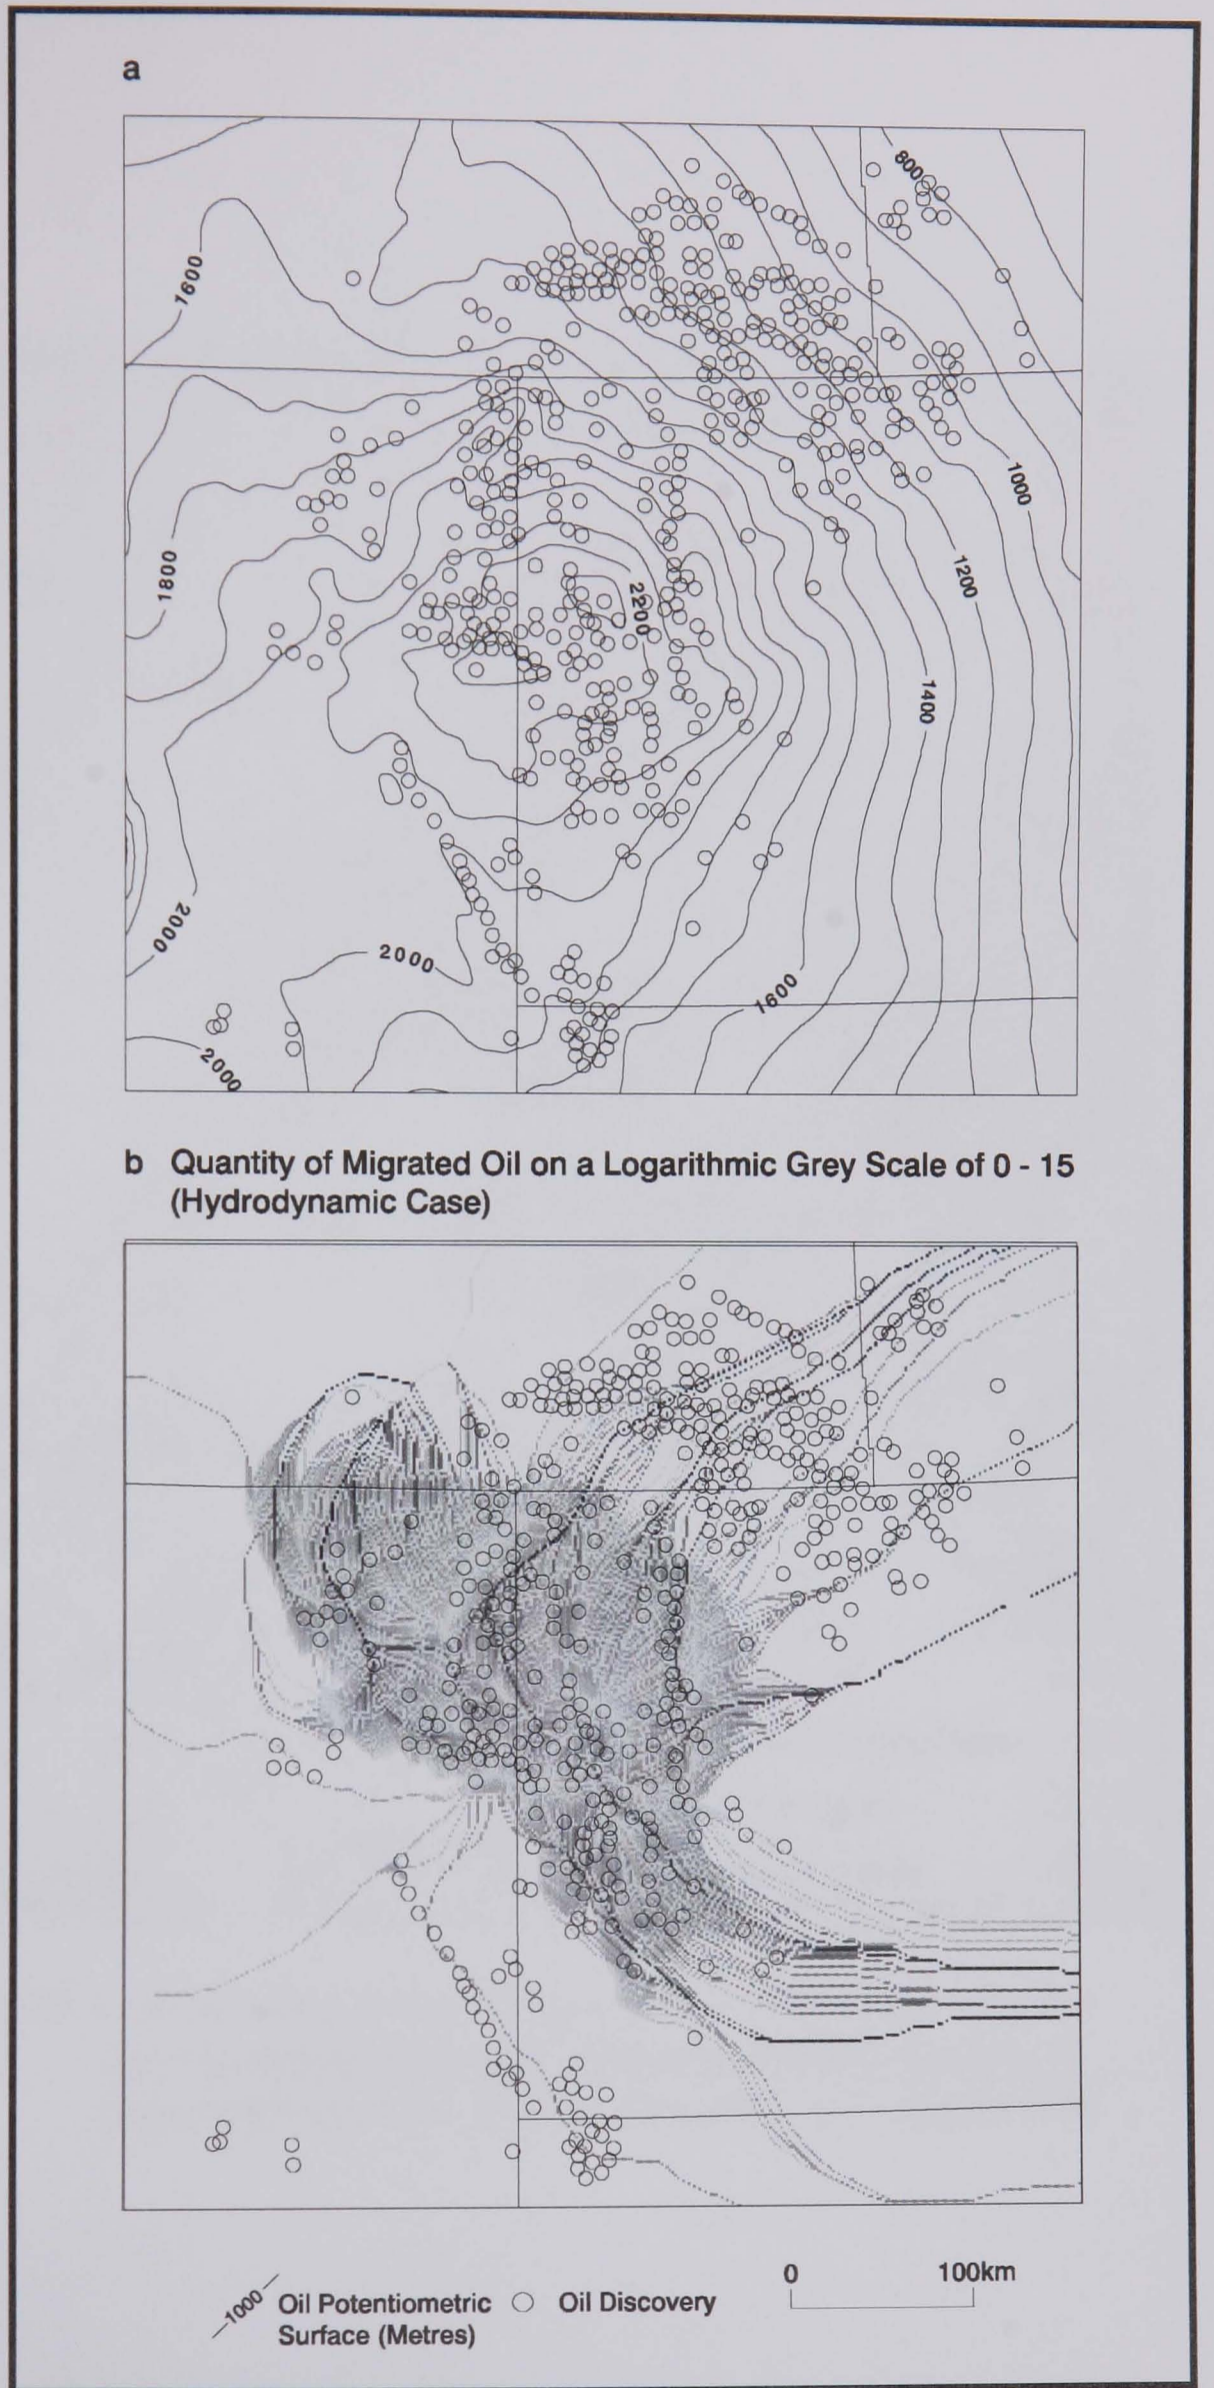 a
800
1600
1000
1800
1200
2200
1400
2000
2000
1600
2000
b Quantity of Migrated Oil on a Logarithmic Grey Scale of 0 - 15
(Hydrodynamic Case)
0 100km
1000 Oil Potentiometric Oil Discovery
Surface (Metres)